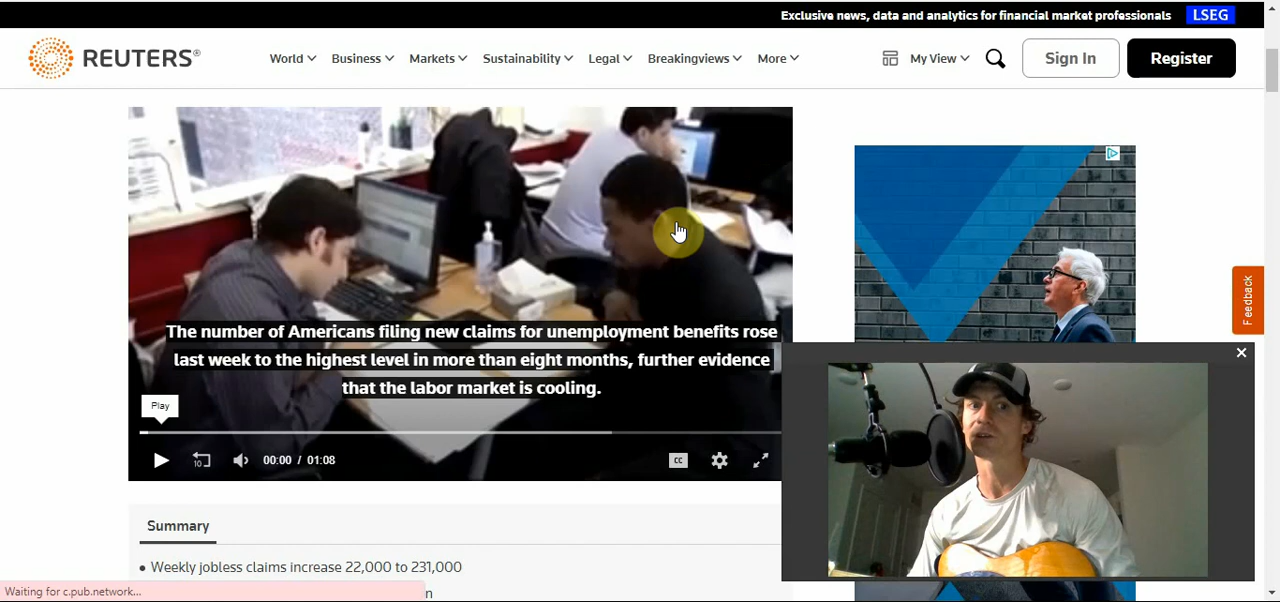 Exclusive news, data and analytics for financial market professionals LSEG
REUTERS®
World Business Markets Sustainability Legal Breakingviews More My View Sign In Register
The number of Americans filing new claims for unemployment benefits rose
last week to the highest level in more than eight months, further evidence
that the labor market is cooling.
Play
10 00:00 / 01:08 CC
Feedback
Summary
• Weekly jobless claims increase 22,000 to 231,000
Waiting for c.pub.network...